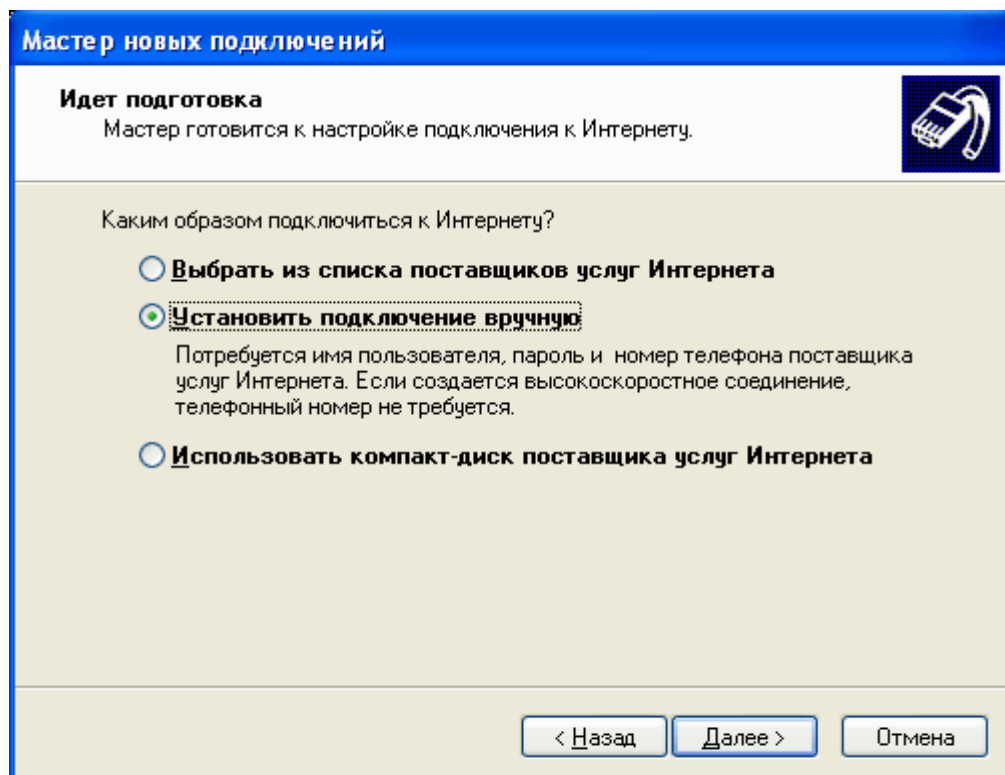 Мастер новых подключений
Идет подготовка
Мастер готовится к настройке подключения к Интернету.
Каким образом подключиться к Интернету?
Выбрать из списка поставщиков услуг Интернета
Установить подключение вручную
Потребуется имя пользователя, пароль и номер телефона поставщика
услуг Интернета. Если создается высокоскоростное соединение,
телефонный номер не требуется.
Использовать компакт-диск поставщика услуг Интернета
< Назад Далее > Отмена